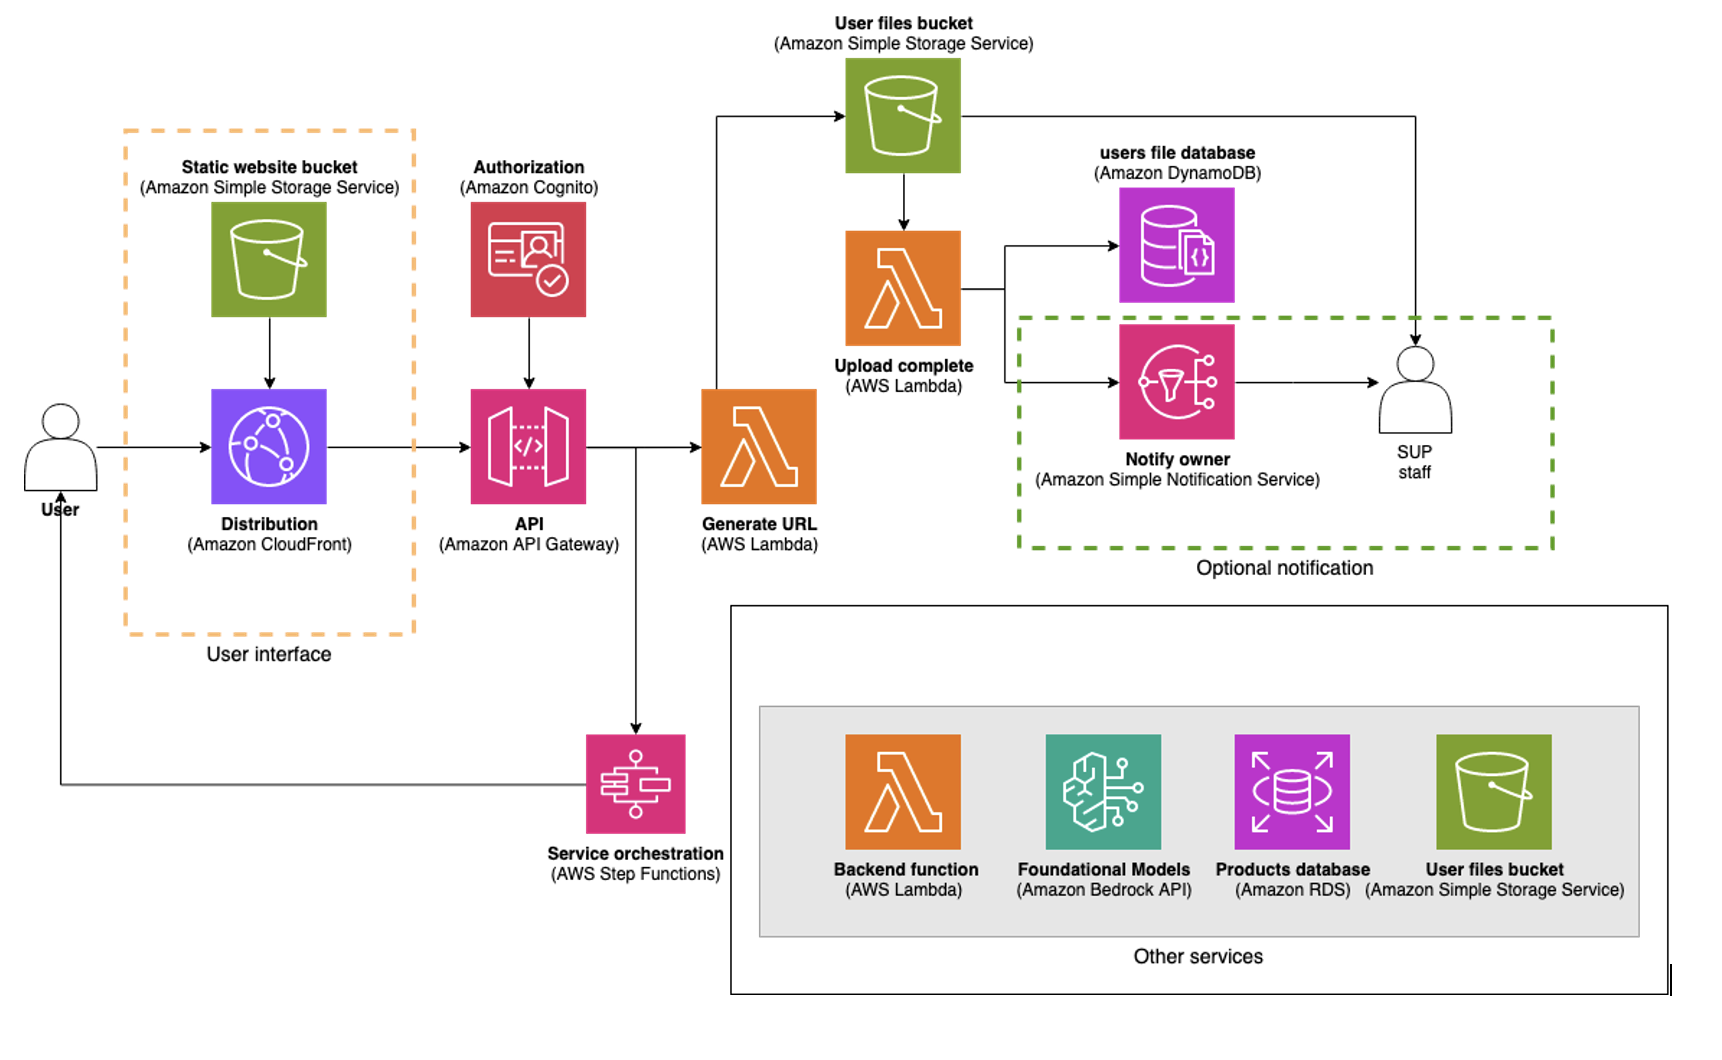 User files bucket
(Amazon Simple Storage Service)
Static website bucket
(Amazon Simple Storage Service)
Authorization
(Amazon Cognito)
users file database
(Amazon DynamoDB)
Upload complete
(AWS Lambda)
Notify owner
(Amazon Simple Notification Service)
SUP
staff
Optional notification
User
Distribution
(Amazon CloudFront)
API
(Amazon API Gateway)
Generate URL
(AWS Lambda)
User interface
Service orchestration
(AWS Step Functions)
Backend function
(AWS Lambda)
Foundational Models
(Amazon Bedrock API)
Products database
(Amazon RDS)
User files bucket
(Amazon Simple Storage Service)
Other services